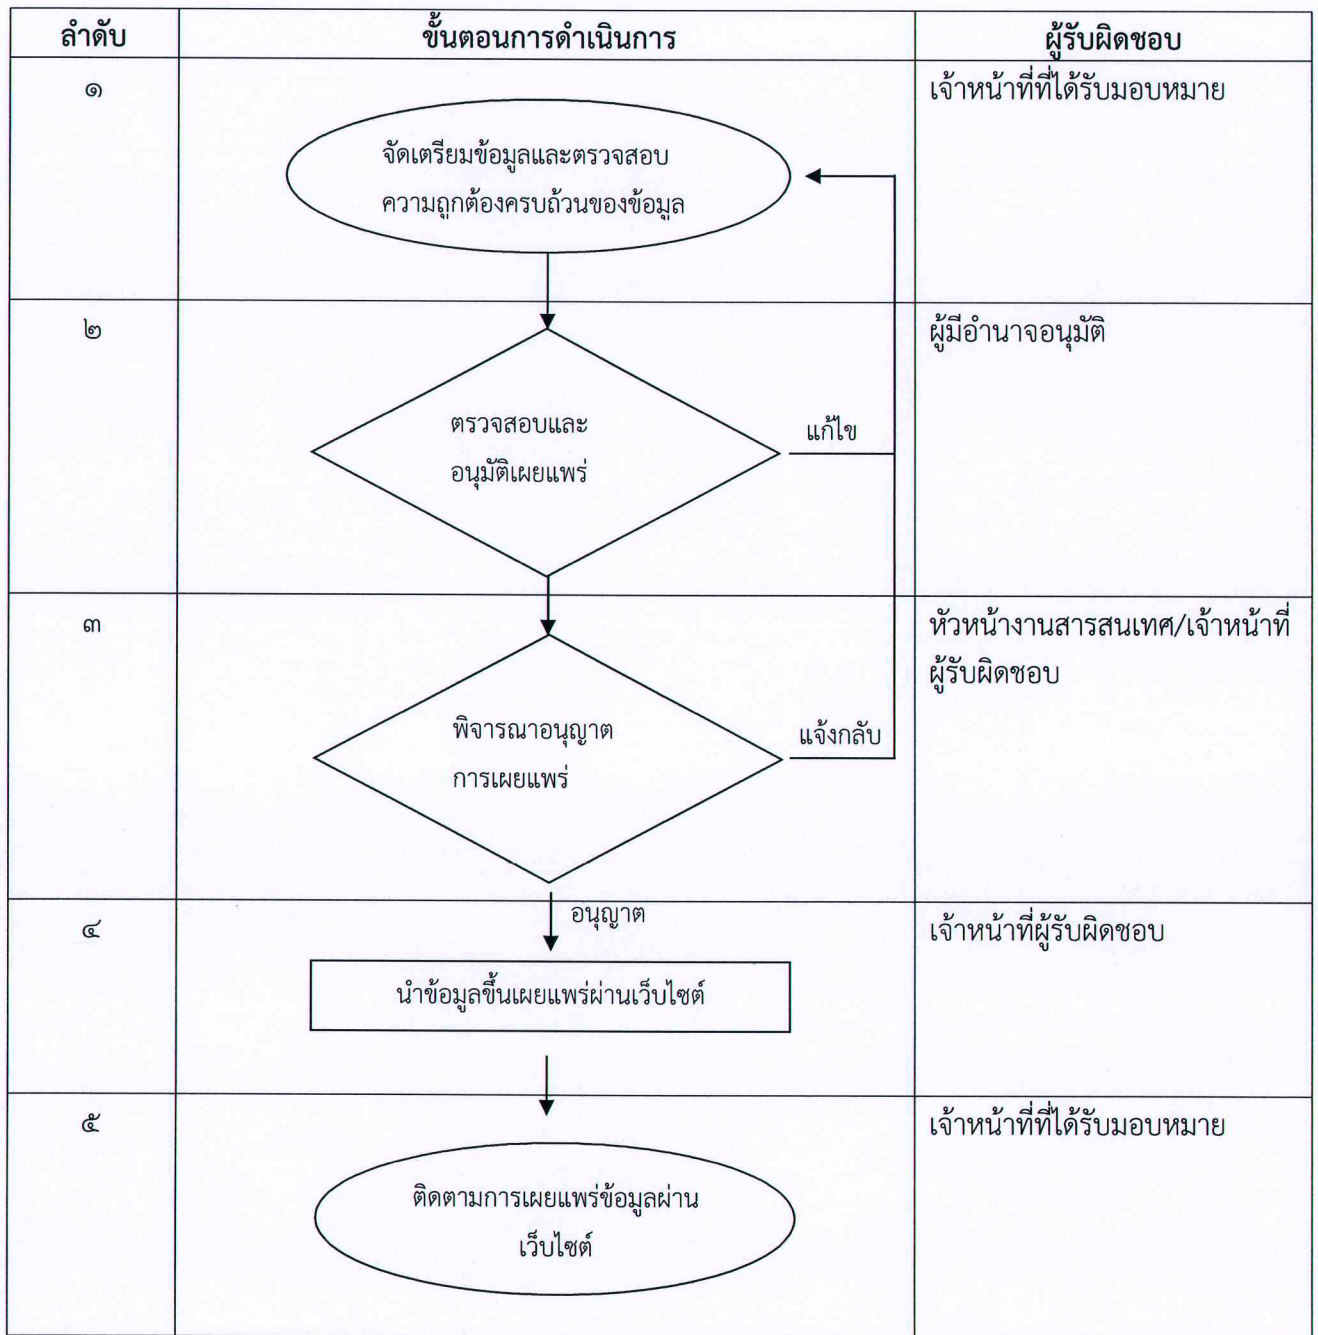 ลำดับ
ขั้นตอนการดำเนินการ
ผู้รับผิดชอบ
๑
จัดเตรียมข้อมูลและตรวจสอบ
ความถูกต้องครบถ้วนของข้อมูล
เจ้าหน้าที่ที่ได้รับมอบหมาย
๒
ตรวจสอบและ
อนุมัติเผยแพร่
แก้ไข
ผู้มีอำนาจอนุมัติ
๓
พิจารณาอนุญาต
การเผยแพร่
แจ้งกลับ
หัวหน้างานสารสนเทศ/เจ้าหน้าที่
ผู้รับผิดชอบ
อนุญาต
๔
นำข้อมูลขึ้นเผยแพร่ผ่านเว็บไซต์
เจ้าหน้าที่ผู้รับผิดชอบ
๕
ติดตามการเผยแพร่ข้อมูลผ่าน
เว็บไซต์
เจ้าหน้าที่ที่ได้รับมอบหมาย